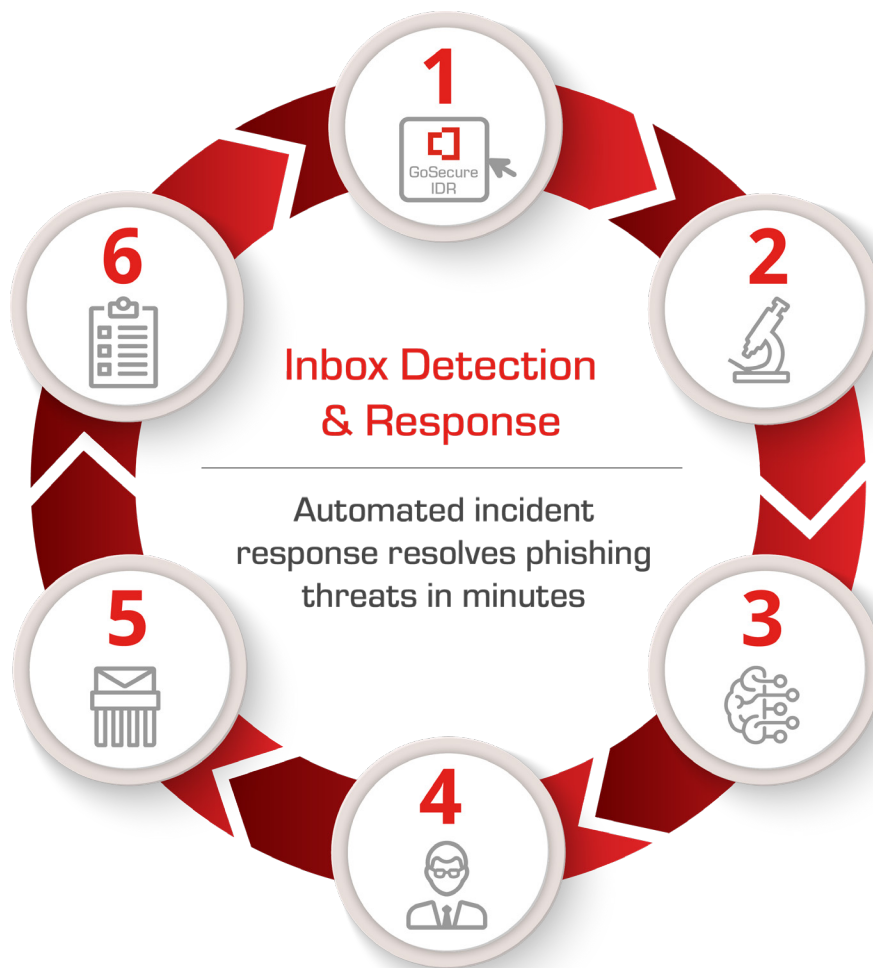 1
GoSecure
IDR
2
6
Inbox Detection
& Response
Automated incident
response resolves phishing
threats in minutes
5
3
4